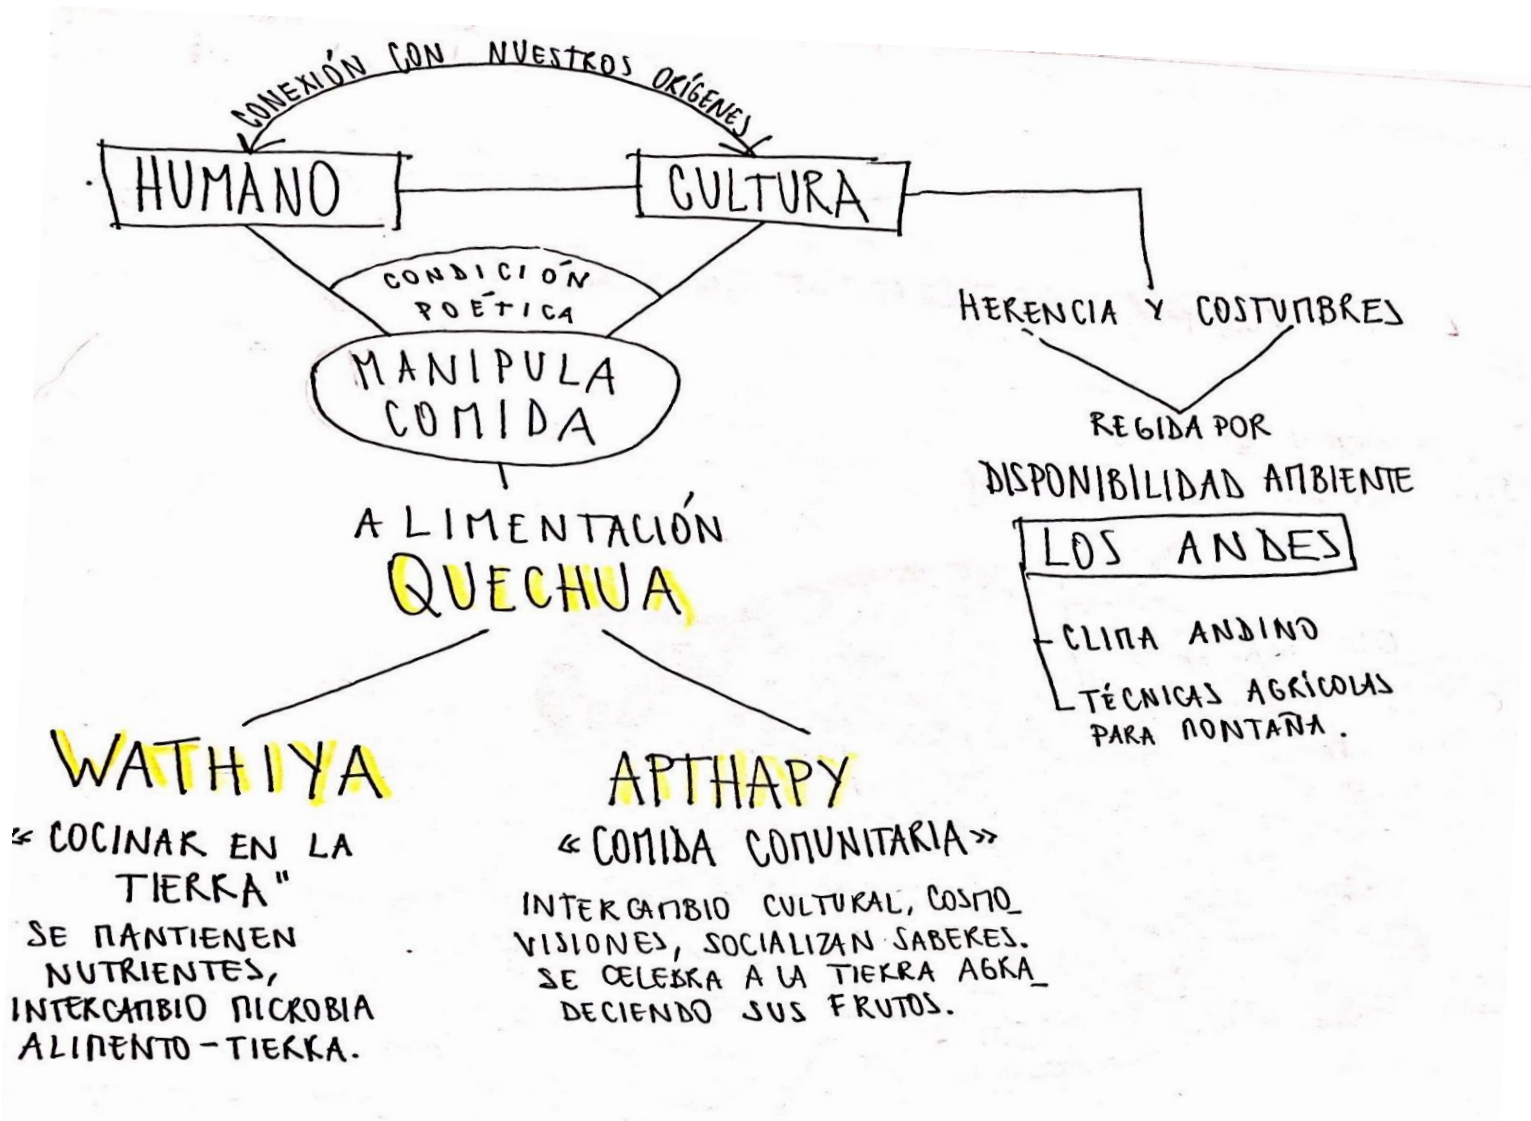 CONEXIÓN CON NUESTROS ORÍGENES
HUMANO
CULTURA
CONDICIÓN
POÉTICA
MANIPULA
COMIDA
HERENCIA Y COSTUMBRES
REGIDA POR
DISPONIBILIDAD AMBIENTE
LOS ANDES
CLIMA ANDINO
TÉCNICAS AGRÍCOLAS
PARA MONTAÑA.
ALIMENTACIÓN
QUECHUA
WATHIYA
« COCINAR EN LA
TIERRA"
SE MANTIENEN
NUTRIENTES,
INTERCAMBIO MICROBIA
ALIMENTO-TIERRA.
APTHAPY
« COMIDA COMUNITARIA »
INTERCAMBIO CULTURAL, COSMO_
VISIONES, SOCIALIZAN SABERES.
SE CELEBRA A LA TIERRA AGRA_
DECIENDO SUS FRUTOS.